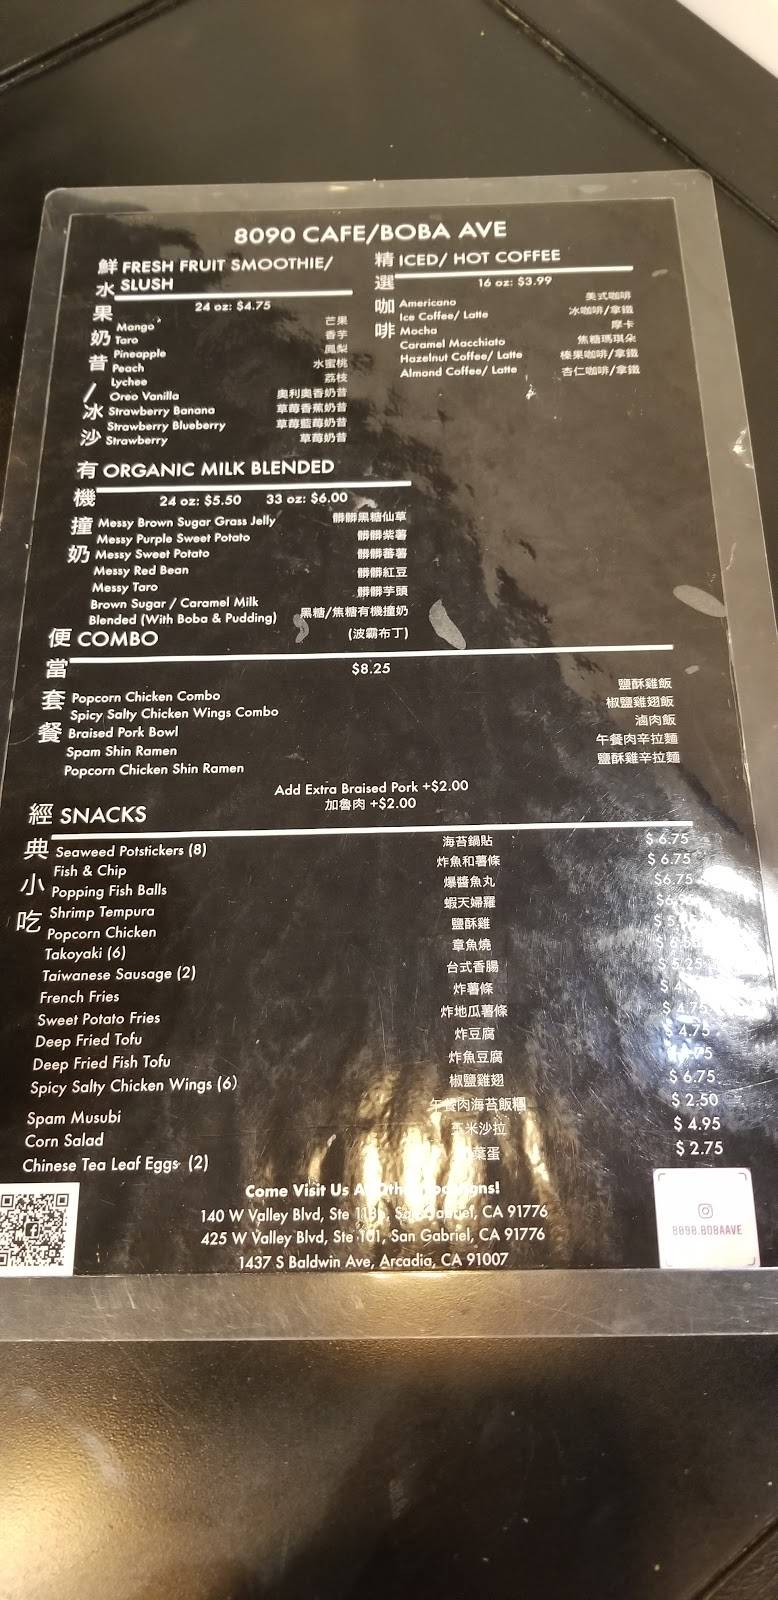 8090 CAFE/BOBA AVE
鮮水果奶昔/冰沙
FRESH FRUIT SMOOTHIE/
SLUSH
24 oz: $4.75
Mango 芒果
Taro 香芋
Pineapple 鳳梨
Peach 水蜜桃
Lychee 荔枝
Oreo Vanilla 奧利奧香奶昔
Strawberry Banana 草莓香蕉奶昔
Strawberry Blueberry 草莓藍莓奶昔
Strawberry 草莓奶昔
精選咖啡
ICED/ HOT COFFEE
16 oz: $3.99
Americano 美式咖啡
Ice Coffee/ Latte 冰咖啡/拿鐵
Mocha 摩卡
Caramel Macchiato 焦糖瑪琪朵
Hazelnut Coffee/ Latte 榛果咖啡/拿鐵
Almond Coffee/ Latte 杏仁咖啡/拿鐵
有機撞奶
ORGANIC MILK BLENDED
24 oz: $5.50 33 oz: $6.00
Messy Brown Sugar Grass Jelly 髒髒黑糖仙草
Messy Purple Sweet Potato 髒髒紫薯
Messy Sweet Potato 髒髒蕃薯
Messy Red Bean 髒髒紅豆
Messy Taro 髒髒芋頭
Brown Sugar / Caramel Milk 黑糖/焦糖有機撞奶
Blended (With Boba & Pudding) (波霸布丁)
便當套餐
COMBO
$8.25
Popcorn Chicken Combo 鹽酥雞飯
Spicy Salty Chicken Wings Combo 椒鹽雞翅飯
Braised Pork Bowl 滷肉飯
Spam Shin Ramen 午餐肉辛拉麵
Popcorn Chicken Shin Ramen 鹽酥雞辛拉麵
Add Extra Braised Pork +$2.00
加魯肉 +$2.00
經典小吃
SNACKS
Seaweed Potstickers (8) 海苔鍋貼 $ 6.75
Fish & Chip 炸魚和薯條 $ 6.75
Popping Fish Balls 爆醬魚丸 $6.75
Shrimp Tempura 蝦天婦羅
Popcorn Chicken 鹽酥雞
Takoyaki (6) 章魚燒
Taiwanese Sausage (2) 台式香腸 $ 5.25
French Fries 炸薯條
Sweet Potato Fries 炸地瓜薯條 $ 4.75
Deep Fried Tofu 炸豆腐 $ 4.75
Deep Fried Fish Tofu 炸魚豆腐
Spicy Salty Chicken Wings (6) 椒鹽雞翅 $ 6.75
Spam Musubi 午餐肉海苔飯糰 $ 2.50
Corn Salad 玉米沙拉 $ 4.95
Chinese Tea Leaf Eggs (2) 葉蛋 $ 2.75
Come Visit Us
140 W Valley Blvd, Ste San Gabriel, CA 91776
425 W Valley Blvd, Ste 101, San Gabriel, CA 91776
1437 S Baldwin Ave, Arcadia, CA 91007
8090.BOBAAVE